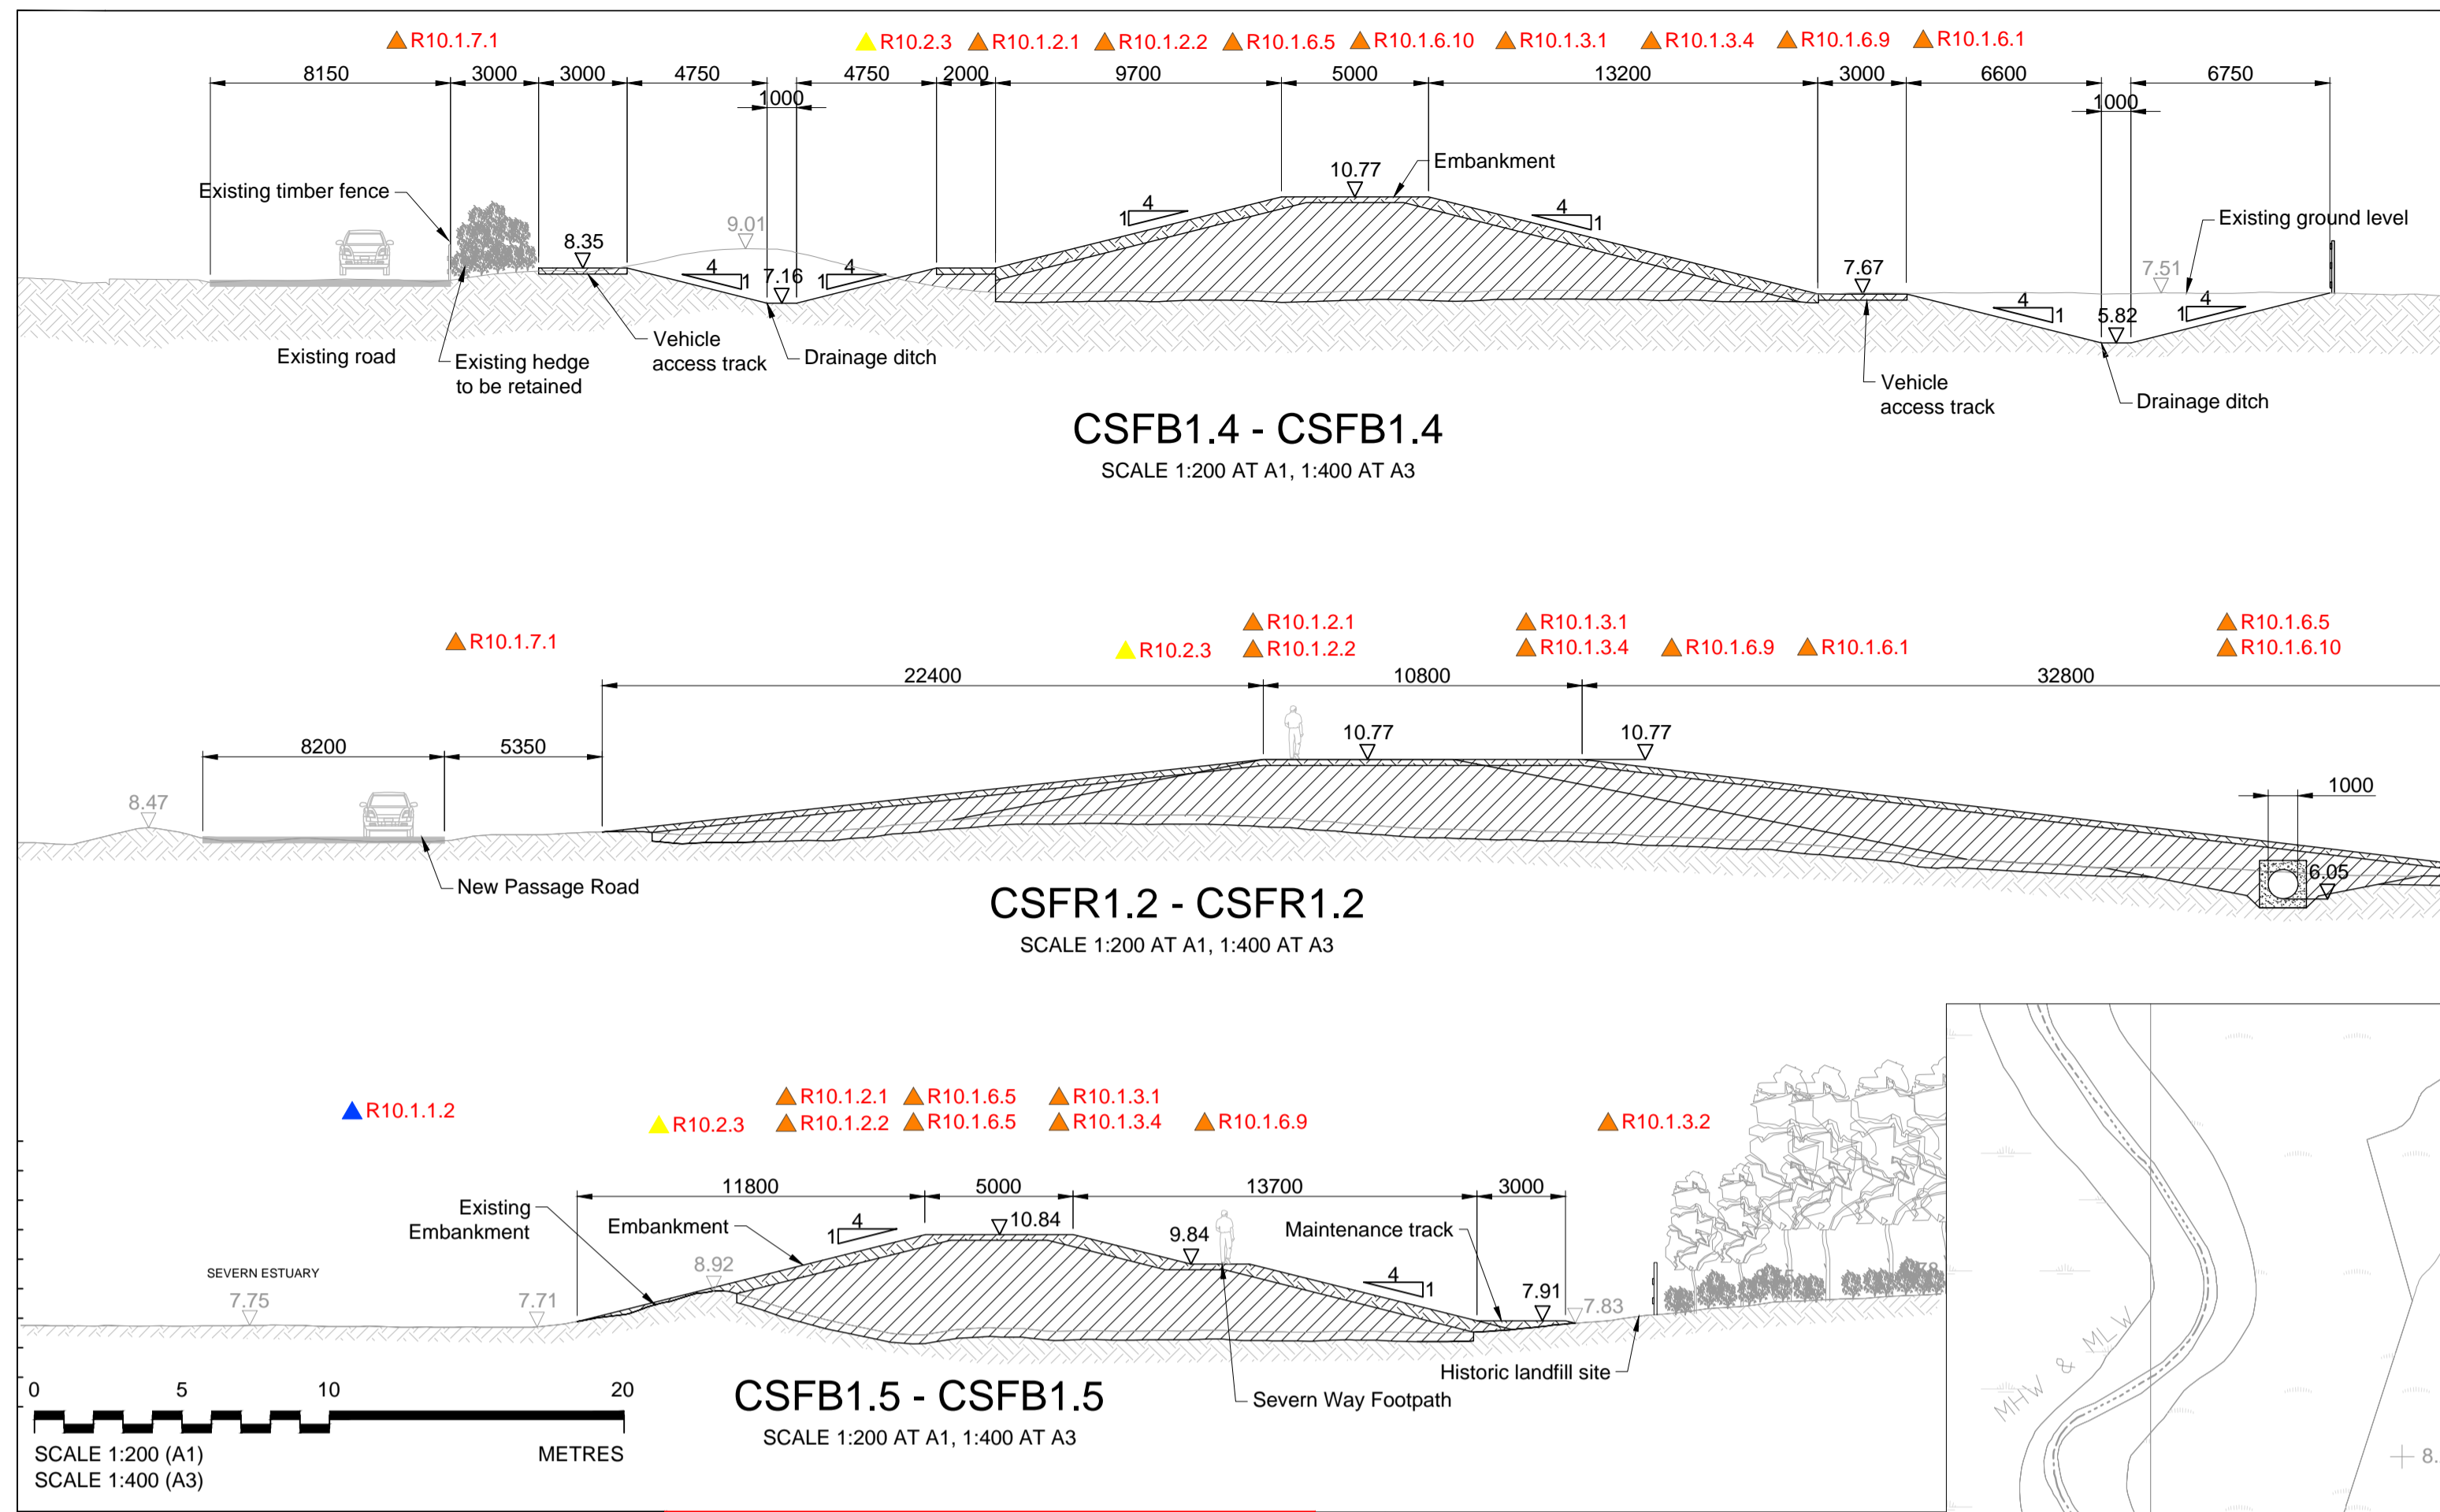 R10.1.7.1
R10.2.3
R10.1.2.1
R10.1.2.2
R10.1.6.5
R10.1.6.10
R10.1.3.1
R10.1.3.4
R10.1.6.9
R10.1.6.1
8150
3000
3000
4750
4750
2000
9700
5000
13200
3000
6600
6750
1000
1000
Existing timber fence
10.77
Embankment
4
1
4
1
Existing ground level
9.01
8.35
4
1
7.16
4
1
7.67
7.51
4
1
5.82
4
1
Existing road
Existing hedge
to be retained
Vehicle
access track
Drainage ditch
Vehicle
access track
Drainage ditch
CSFB1.4 - CSFB1.4
SCALE 1:200 AT A1, 1:400 AT A3
R10.1.7.1
R10.2.3
R10.1.2.1
R10.1.2.2
R10.1.3.1
R10.1.3.4
R10.1.6.9
R10.1.6.1
R10.1.6.5
R10.1.6.10
22400
10800
32800
8200
5350
10.77
10.77
8.47
1000
6.05
New Passage Road
CSFR1.2 - CSFR1.2
SCALE 1:200 AT A1, 1:400 AT A3
R10.1.1.2
R10.2.3
R10.1.2.1
R10.1.2.2
R10.1.6.5
R10.1.6.5
R10.1.3.1
R10.1.3.4
R10.1.6.9
R10.1.3.2
11800
5000
13700
3000
Existing
Embankment
Embankment
4
1
10.84
9.84
Maintenance track
8.92
SEVERN ESTUARY
7.75
7.71
4
1
7.91
7.83
Historic landfill site
Severn Way Footpath
MHW & MLW
CSFB1.5 - CSFB1.5
SCALE 1:200 AT A1, 1:400 AT A3
0
5
10
20
SCALE 1:200 (A1)
METRES
SCALE 1:400 (A3)